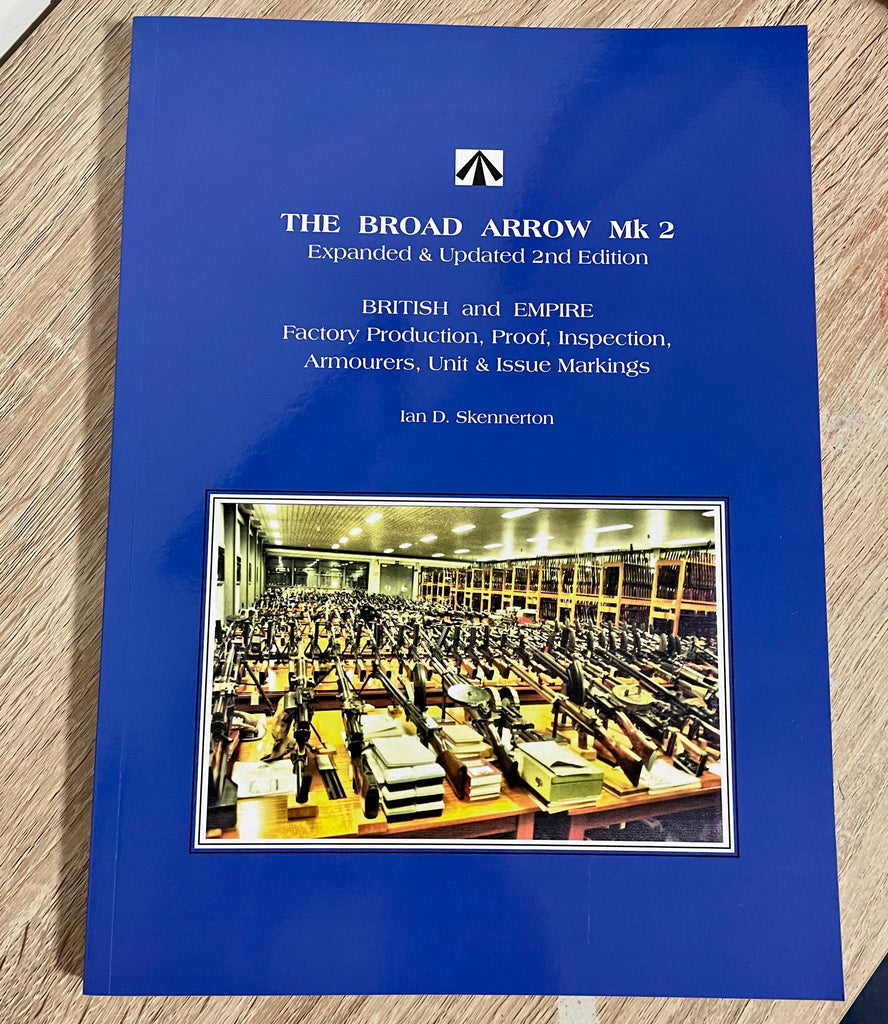 THE BROAD ARROW Mk 2
Expanded & Updated 2nd Edition
BRITISH and EMPIRE
Factory Production, Proof, Inspection,
Armourers, Unit & Issue Markings
Ian D. Skennerton